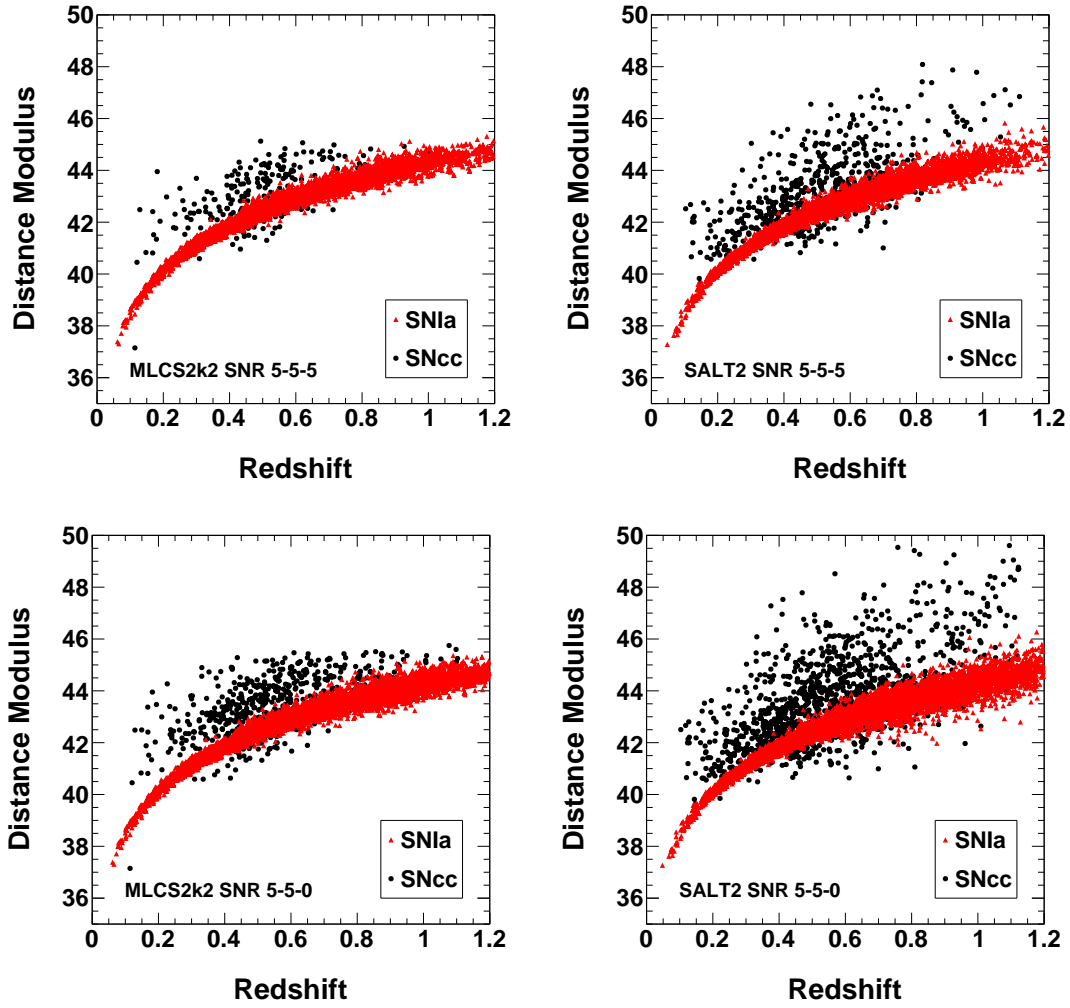 50
48
46
44
42
40
38
36
Distance Modulus
SNIa
SNcc
MLCS2k2 SNR 5-5-5
0 0.2 0.4 0.6 0.8 1 1.2
Redshift
50
48
46
44
42
40
38
36
Distance Modulus
SNIa
SNcc
SALT2 SNR 5-5-5
0 0.2 0.4 0.6 0.8 1 1.2
Redshift
50
48
46
44
42
40
38
36
Distance Modulus
SNIa
SNcc
MLCS2k2 SNR 5-5-0
0 0.2 0.4 0.6 0.8 1 1.2
Redshift
50
48
46
44
42
40
38
36
Distance Modulus
SNIa
SNcc
SALT2 SNR 5-5-0
0 0.2 0.4 0.6 0.8 1 1.2
Redshift